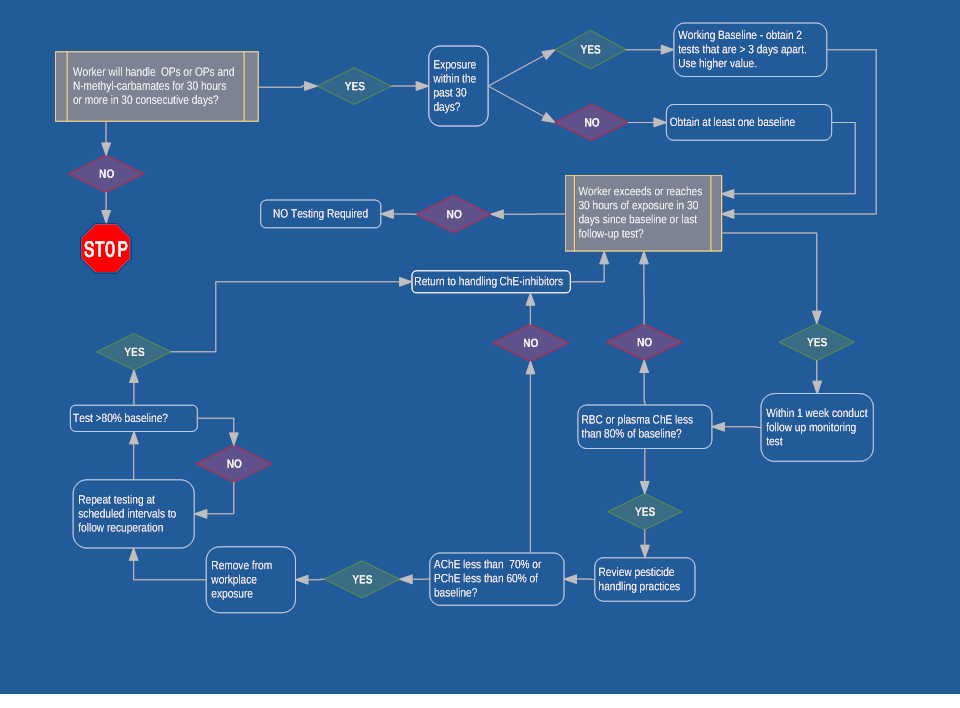 Worker will handle OPs or OPs and
N-methyl-carbamates for 30 hours
or more in 30 consecutive days?
YES
Exposure
within the
past 30
days?
YES
Working Baseline - obtain 2
tests that are > 3 days apart.
Use higher value.
NO
Obtain at least one baseline
NO
STOP
Worker exceeds or reaches
30 hours of exposure in 30
days since baseline or last
follow-up test?
NO
NO Testing Required
Return to handling ChE-inhibitors
YES
NO
NO
YES
Test >80% baseline?
NO
RBC or plasma ChE less
than 80% of baseline?
Within 1 week conduct
follow up monitoring
test
Repeat testing at
scheduled intervals to
follow recuperation
YES
Remove from
workplace
exposure
YES
AChE less than 70% or
PChE less than 60% of
baseline?
Review pesticide
handling practices